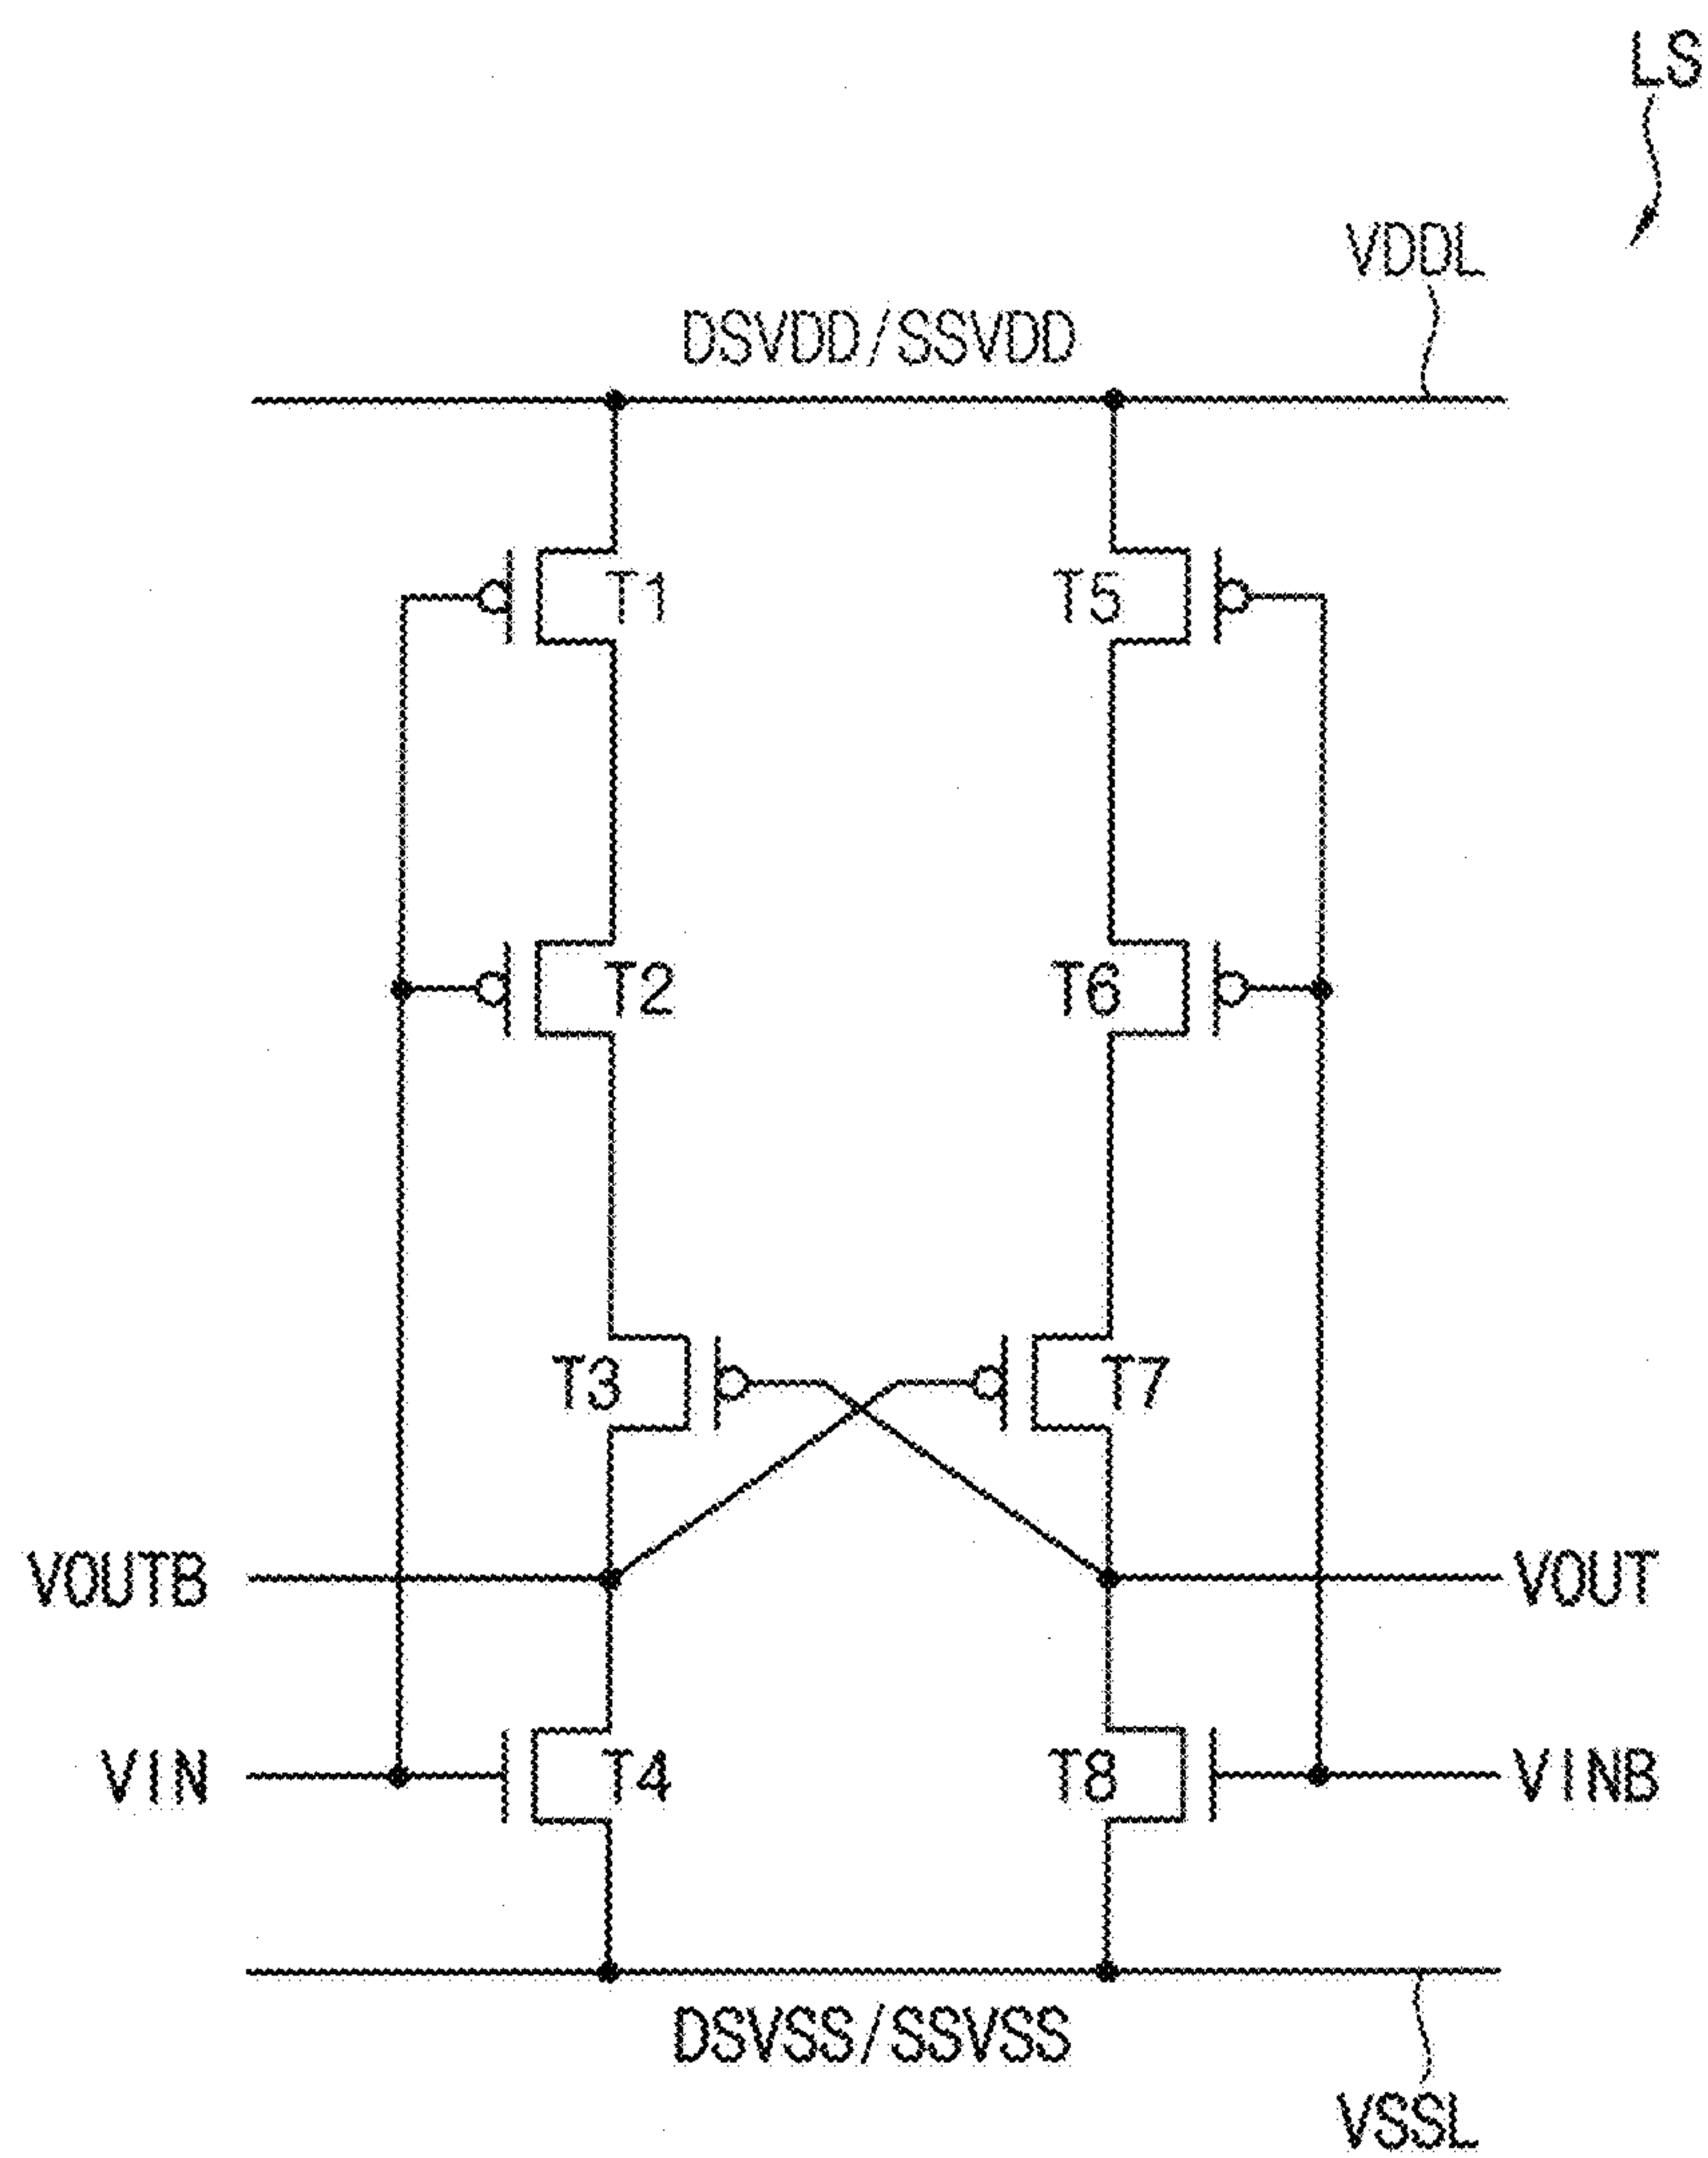 LS
VDDL
DSVDD/SSVDD
T1
T5
T2
T6
T3
T7
VOUTB
VOUT
VIN
T4
T8
VINB
DSVSS/SSVSS
VSSL